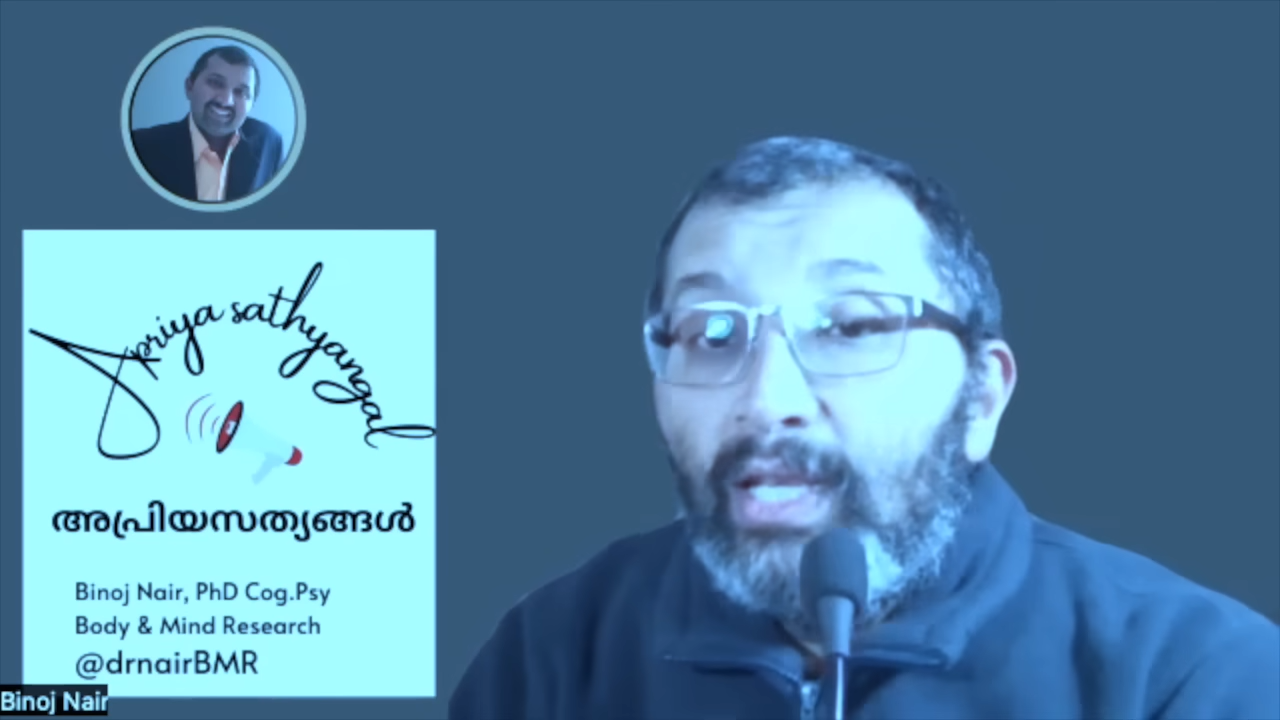 Apriya sathyangal
അപ്രിയസത്യങ്ങൾ
Binoj Nair, PhD Cog.Psy
Body & Mind Research
@drnairBMR
Binoj Nair